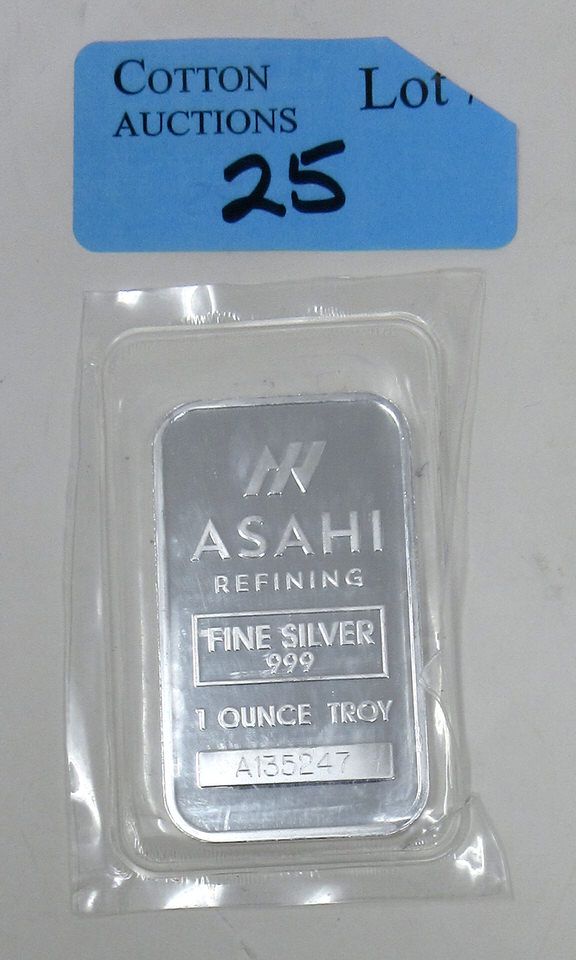 COTTON
AUCTIONS
Lot
25
ASAHI
REFINING
FINE SILVER
999
1 OUNCE TROY
A135247